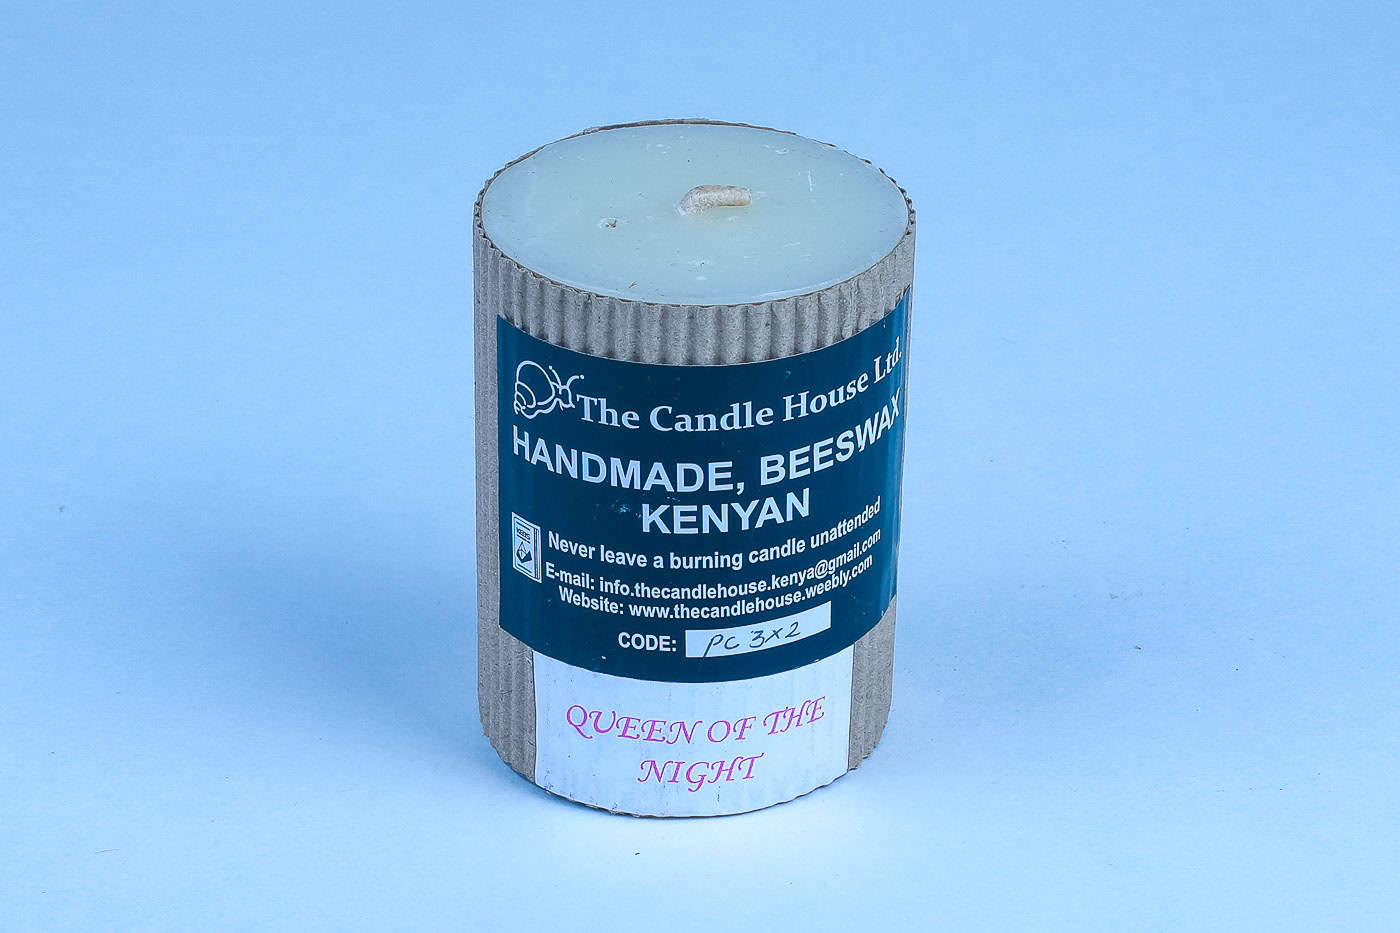 The Candle House Ltd.
HANDMADE, BEESWAX
KENYAN
KEBS
Never leave a burning candle unattended
E-mail: info.thecandlehouse.kenya@gmail.com
Website: www.thecandlehouse.weebly.com
CODE: PC 3x2
QUEEN OF THE
NIGHT